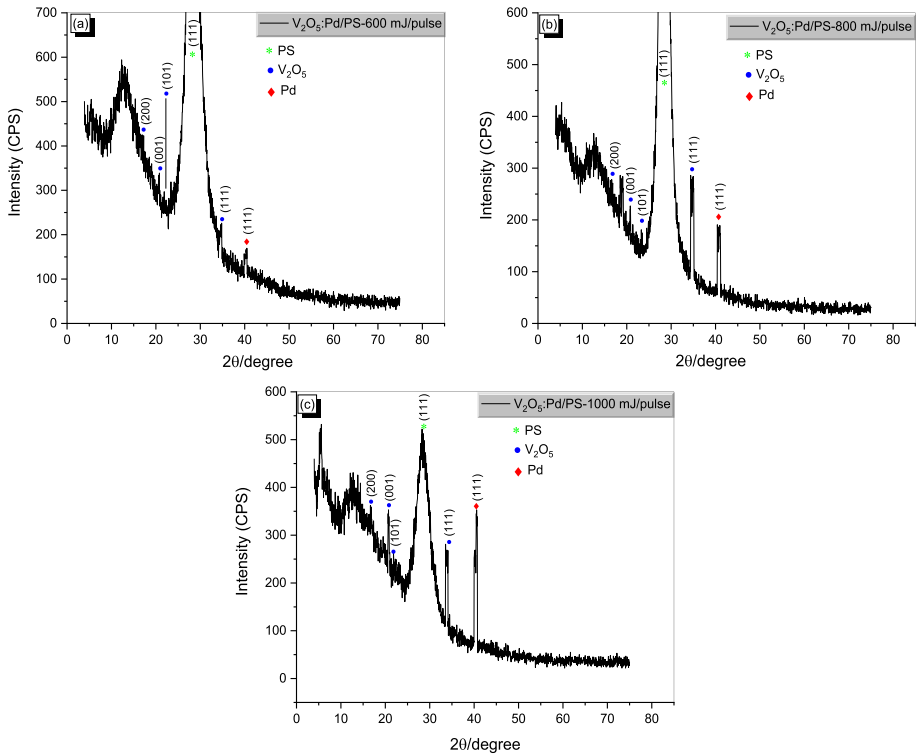 (a)
V₂O₅:Pd/PS-600 mJ/pulse
PS
V₂O₅
Pd
(200)
(001)
(101)
(111)
(111)
(111)
Intensity (CPS)
700
600
500
400
300
200
100
0
0 10 20 30 40 50 60 70 80
2θ/degree
(b)
V₂O₅:Pd/PS-800 mJ/pulse
PS
V₂O₅
Pd
(200)
(001)
(101)
(111)
(111)
(111)
Intensity (CPS)
600
500
400
300
200
100
0
0 10 20 30 40 50 60 70 80
2θ/degree
(c)
V₂O₅:Pd/PS-1000 mJ/pulse
PS
V₂O₅
Pd
(200)
(001)
(101)
(111)
(111)
(111)
Intensity (CPS)
600
500
400
300
200
100
0
0 10 20 30 40 50 60 70 80
2θ/degree